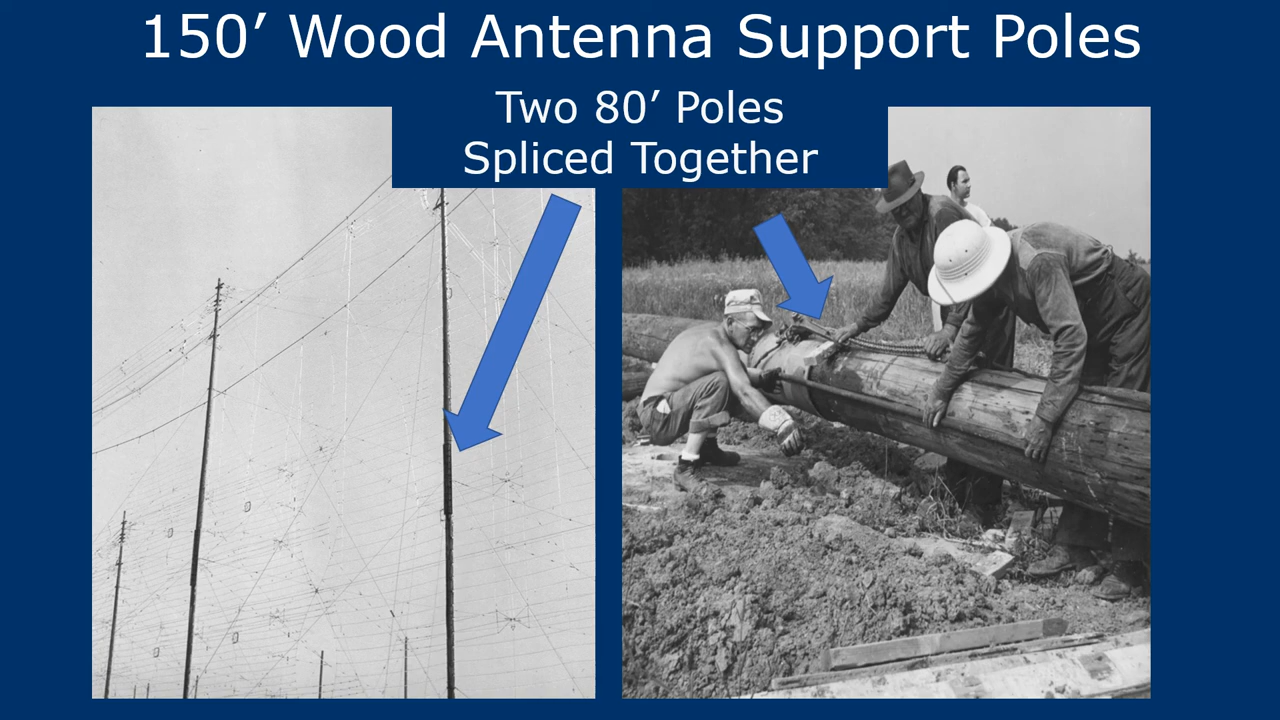 150’ Wood Antenna Support Poles
Two 80’ Poles
Spliced Together